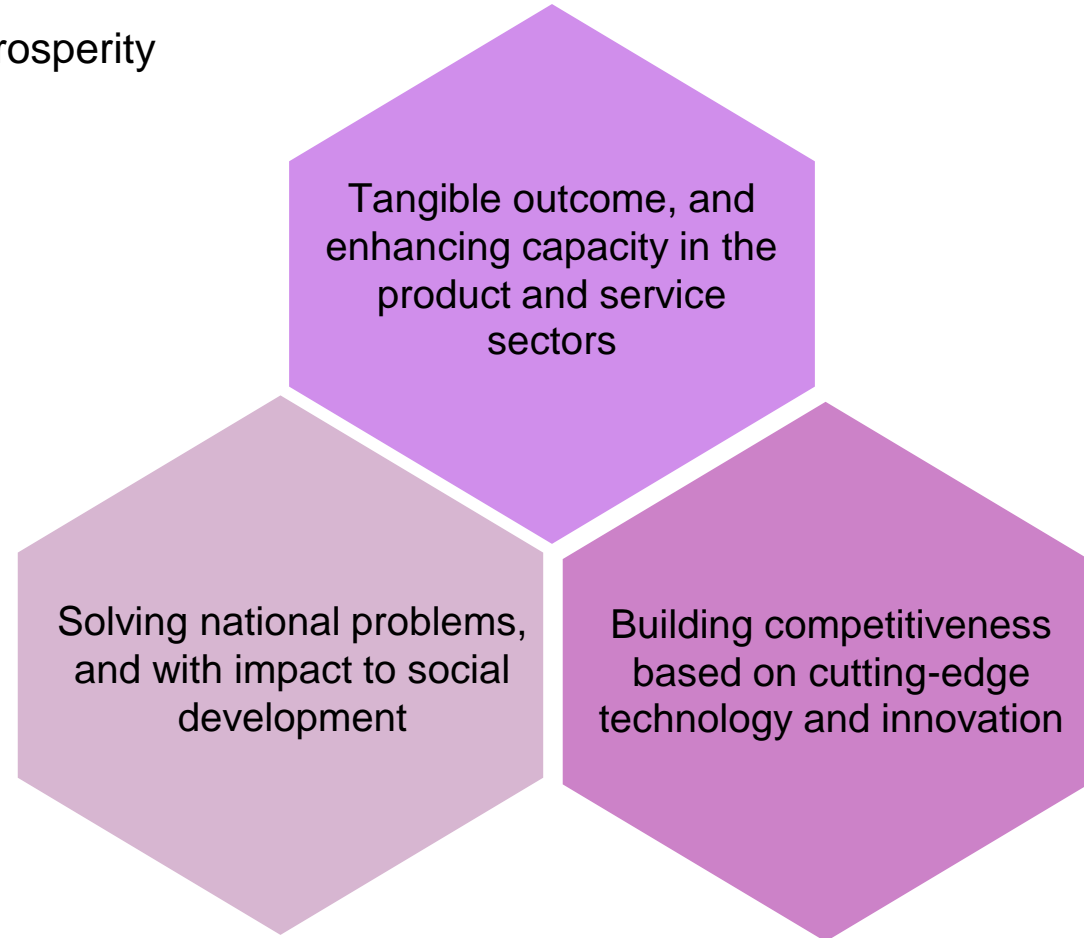 rosperity
Tangible outcome, and
enhancing capacity in the
product and service
sectors
Solving national problems,
and with impact to social
development
Building competitiveness
based on cutting-edge
technology and innovation